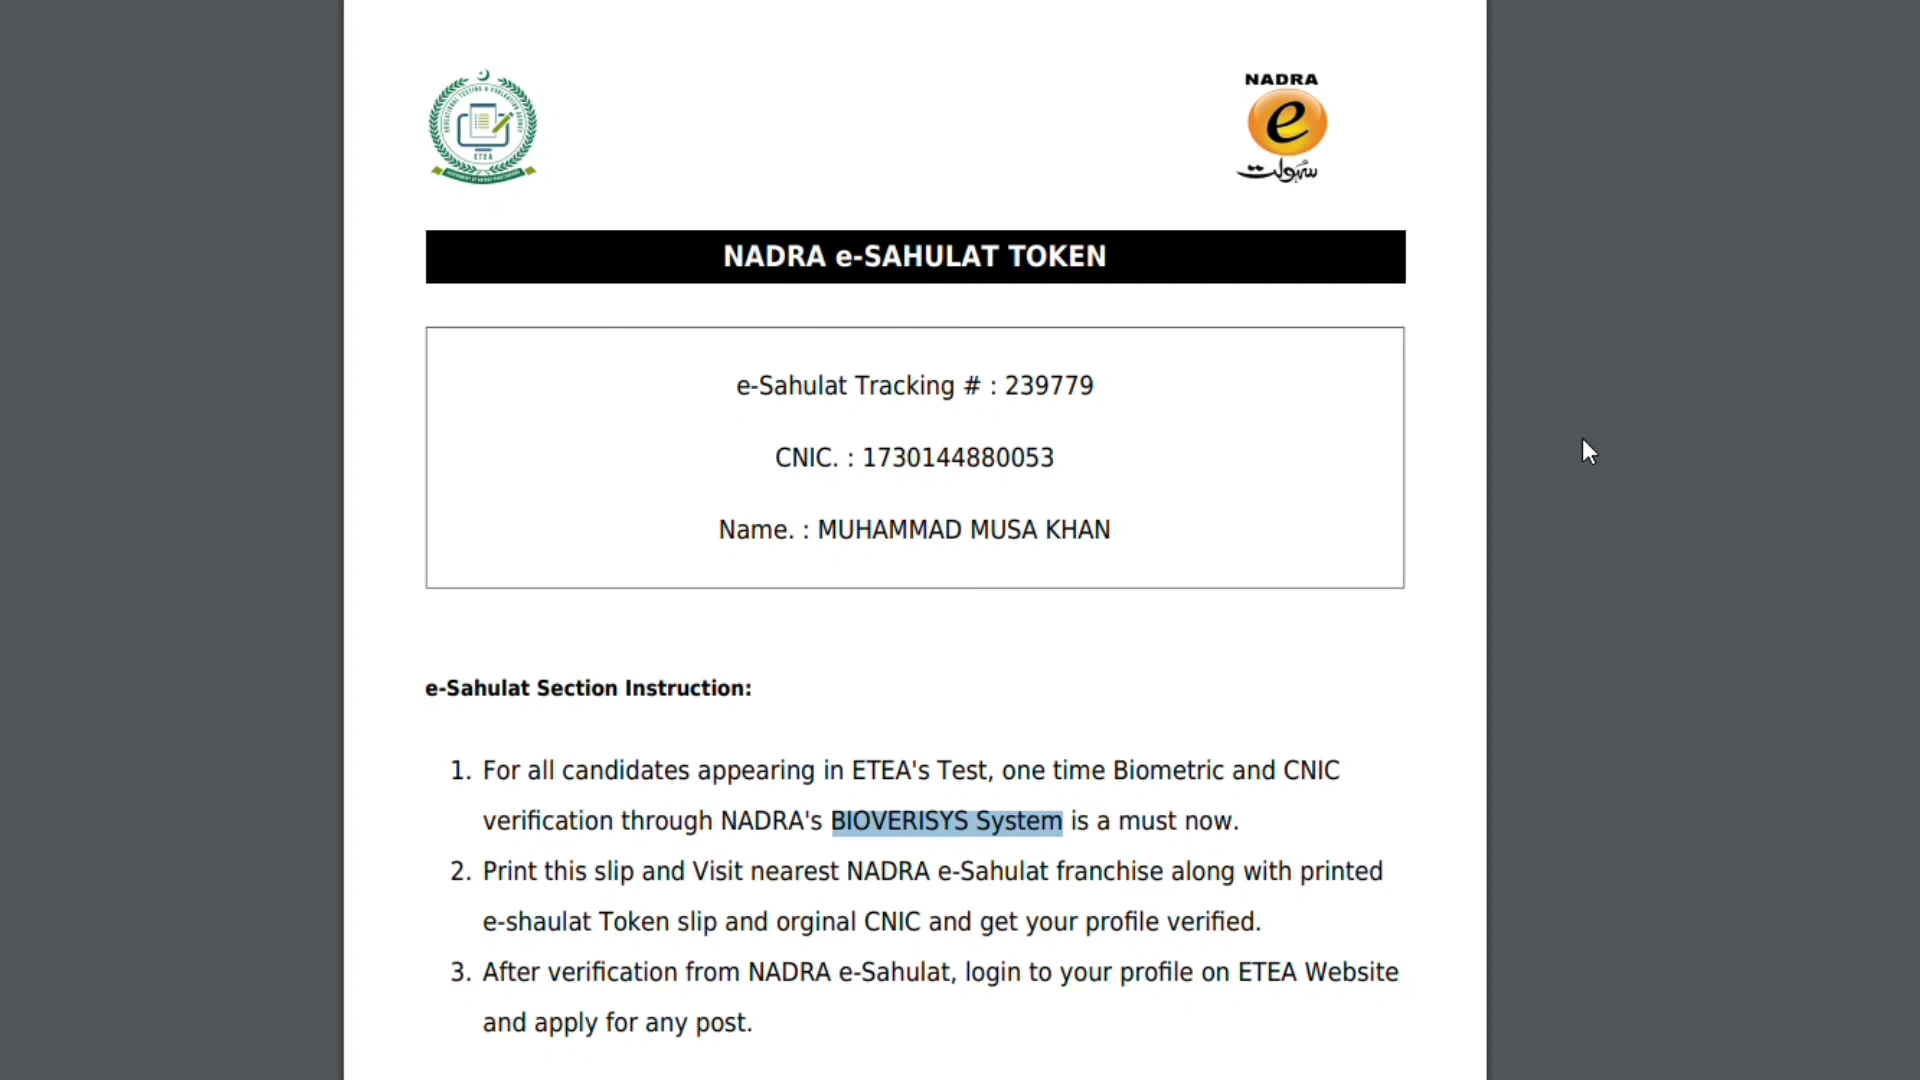 NADRA
e
سہولت
ETEA
NADRA e-SAHULAT TOKEN
e-Sahulat Tracking # : 239779
CNIC. : 1730144880053
Name. : MUHAMMAD MUSA KHAN
e-Sahulat Section Instruction:
1. For all candidates appearing in ETEA's Test, one time Biometric and CNIC
verification through NADRA's BIOVERISYS System is a must now.
2. Print this slip and Visit nearest NADRA e-Sahulat franchise along with printed
e-shaulat Token slip and orginal CNIC and get your profile verified.
3. After verification from NADRA e-Sahulat, login to your profile on ETEA Website
and apply for any post.